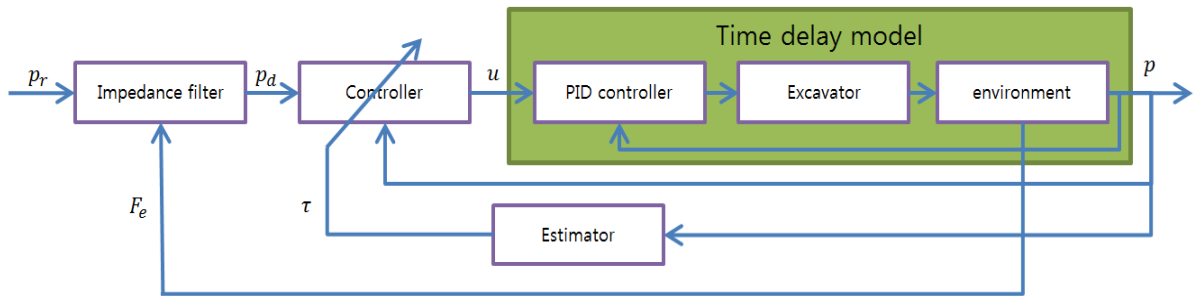 Time delay model
p_r
Impedance filter
p_d
Controller
u
PID controller
Excavator
environment
p
F_e
τ
Estimator